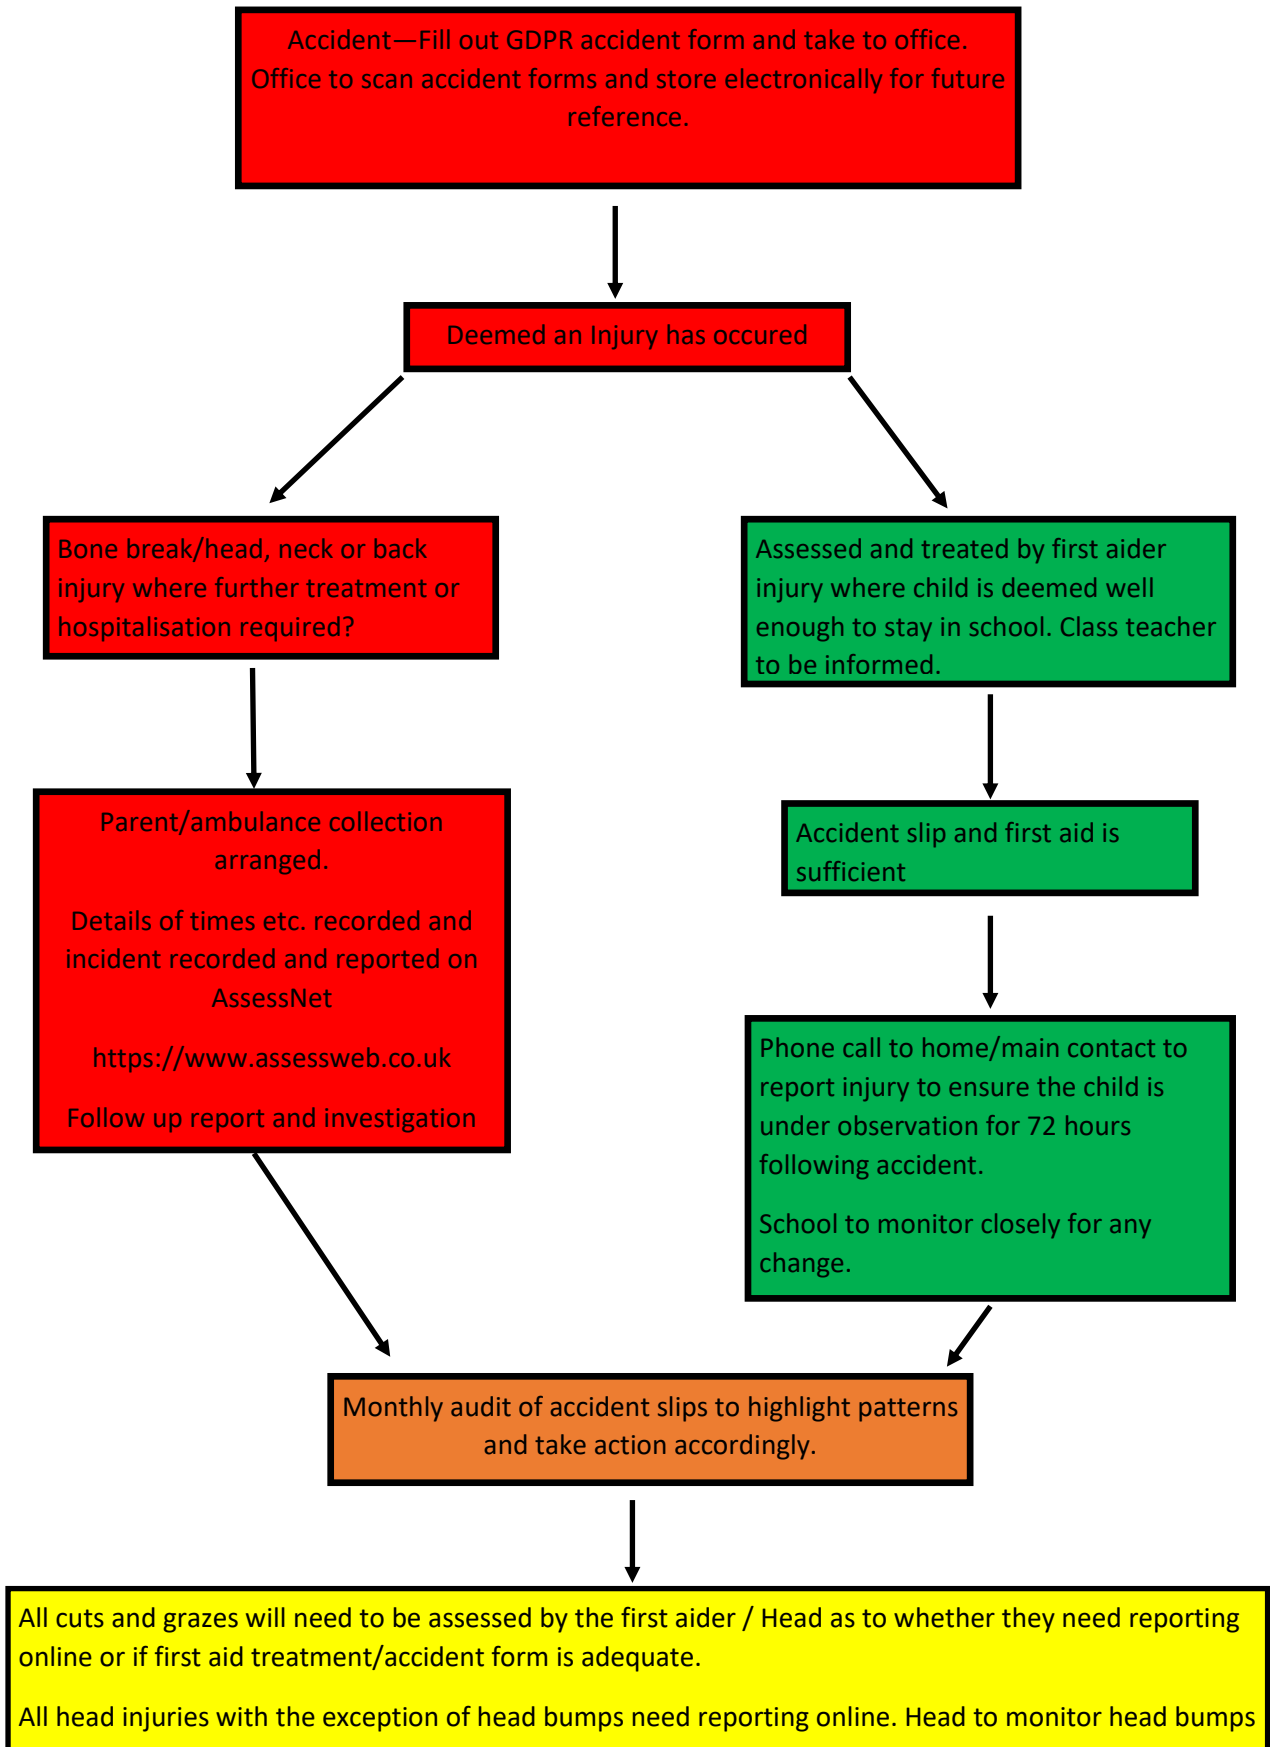 Accident—Fill out GDPR accident form and take to office.
Office to scan accident forms and store electronically for future
reference.
Deemed an Injury has occured
Bone break/head, neck or back
injury where further treatment or
hospitalisation required?
Assessed and treated by first aider
injury where child is deemed well
enough to stay in school. Class teacher
to be informed.
Parent/ambulance collection
arranged.
Details of times etc. recorded and
incident recorded and reported on
AssessNet
https://www.assessweb.co.uk
Follow up report and investigation
Accident slip and first aid is
sufficient
Phone call to home/main contact to
report injury to ensure the child is
under observation for 72 hours
following accident.
School to monitor closely for any
change.
Monthly audit of accident slips to highlight patterns
and take action accordingly.
All cuts and grazes will need to be assessed by the first aider / Head as to whether they need reporting
online or if first aid treatment/accident form is adequate.
All head injuries with the exception of head bumps need reporting online. Head to monitor head bumps